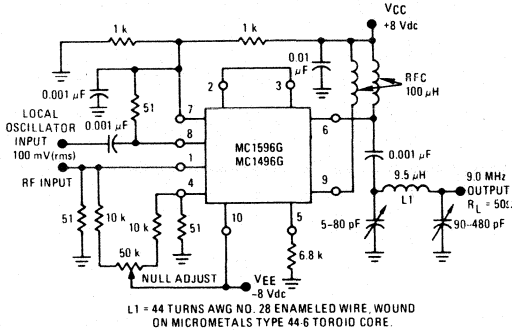 1 k
1 k
VCC
+8 Vdc
0.001 µF
51
0.01
µF
RFC
100 µH
2
3
LOCAL
OSCILLATOR
INPUT
100 mV(rms)
0.001 µF
7
8
6
MC1596G
MC1496G
RF INPUT
1
4
9
0.001 µF
9.5 µH
L1
9.0 MHz
OUTPUT
RL = 50Ω
51
10 k
10 k
51
10
5
5-80 pF
90-480 pF
50 k
6.8 k
NULL ADJUST
VEE
-8 Vdc
L1 = 44 TURNS AWG NO. 28 ENAMELED WIRE, WOUND
ON MICROMETALS TYPE 44-6 TOROID CORE.